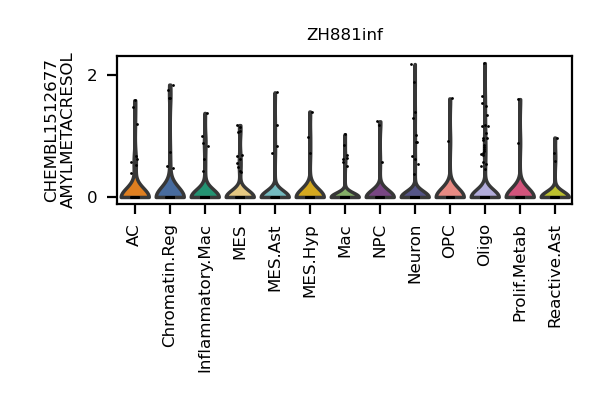 ZH881inf
CHEMBL1512677
AMYLMETACRESOL
2
0
AC
Chromatin.Reg
Inflammatory.Mac
MES
MES.Ast
MES.Hyp
Mac
NPC
Neuron
OPC
Oligo
Prolif.Metab
Reactive.Ast